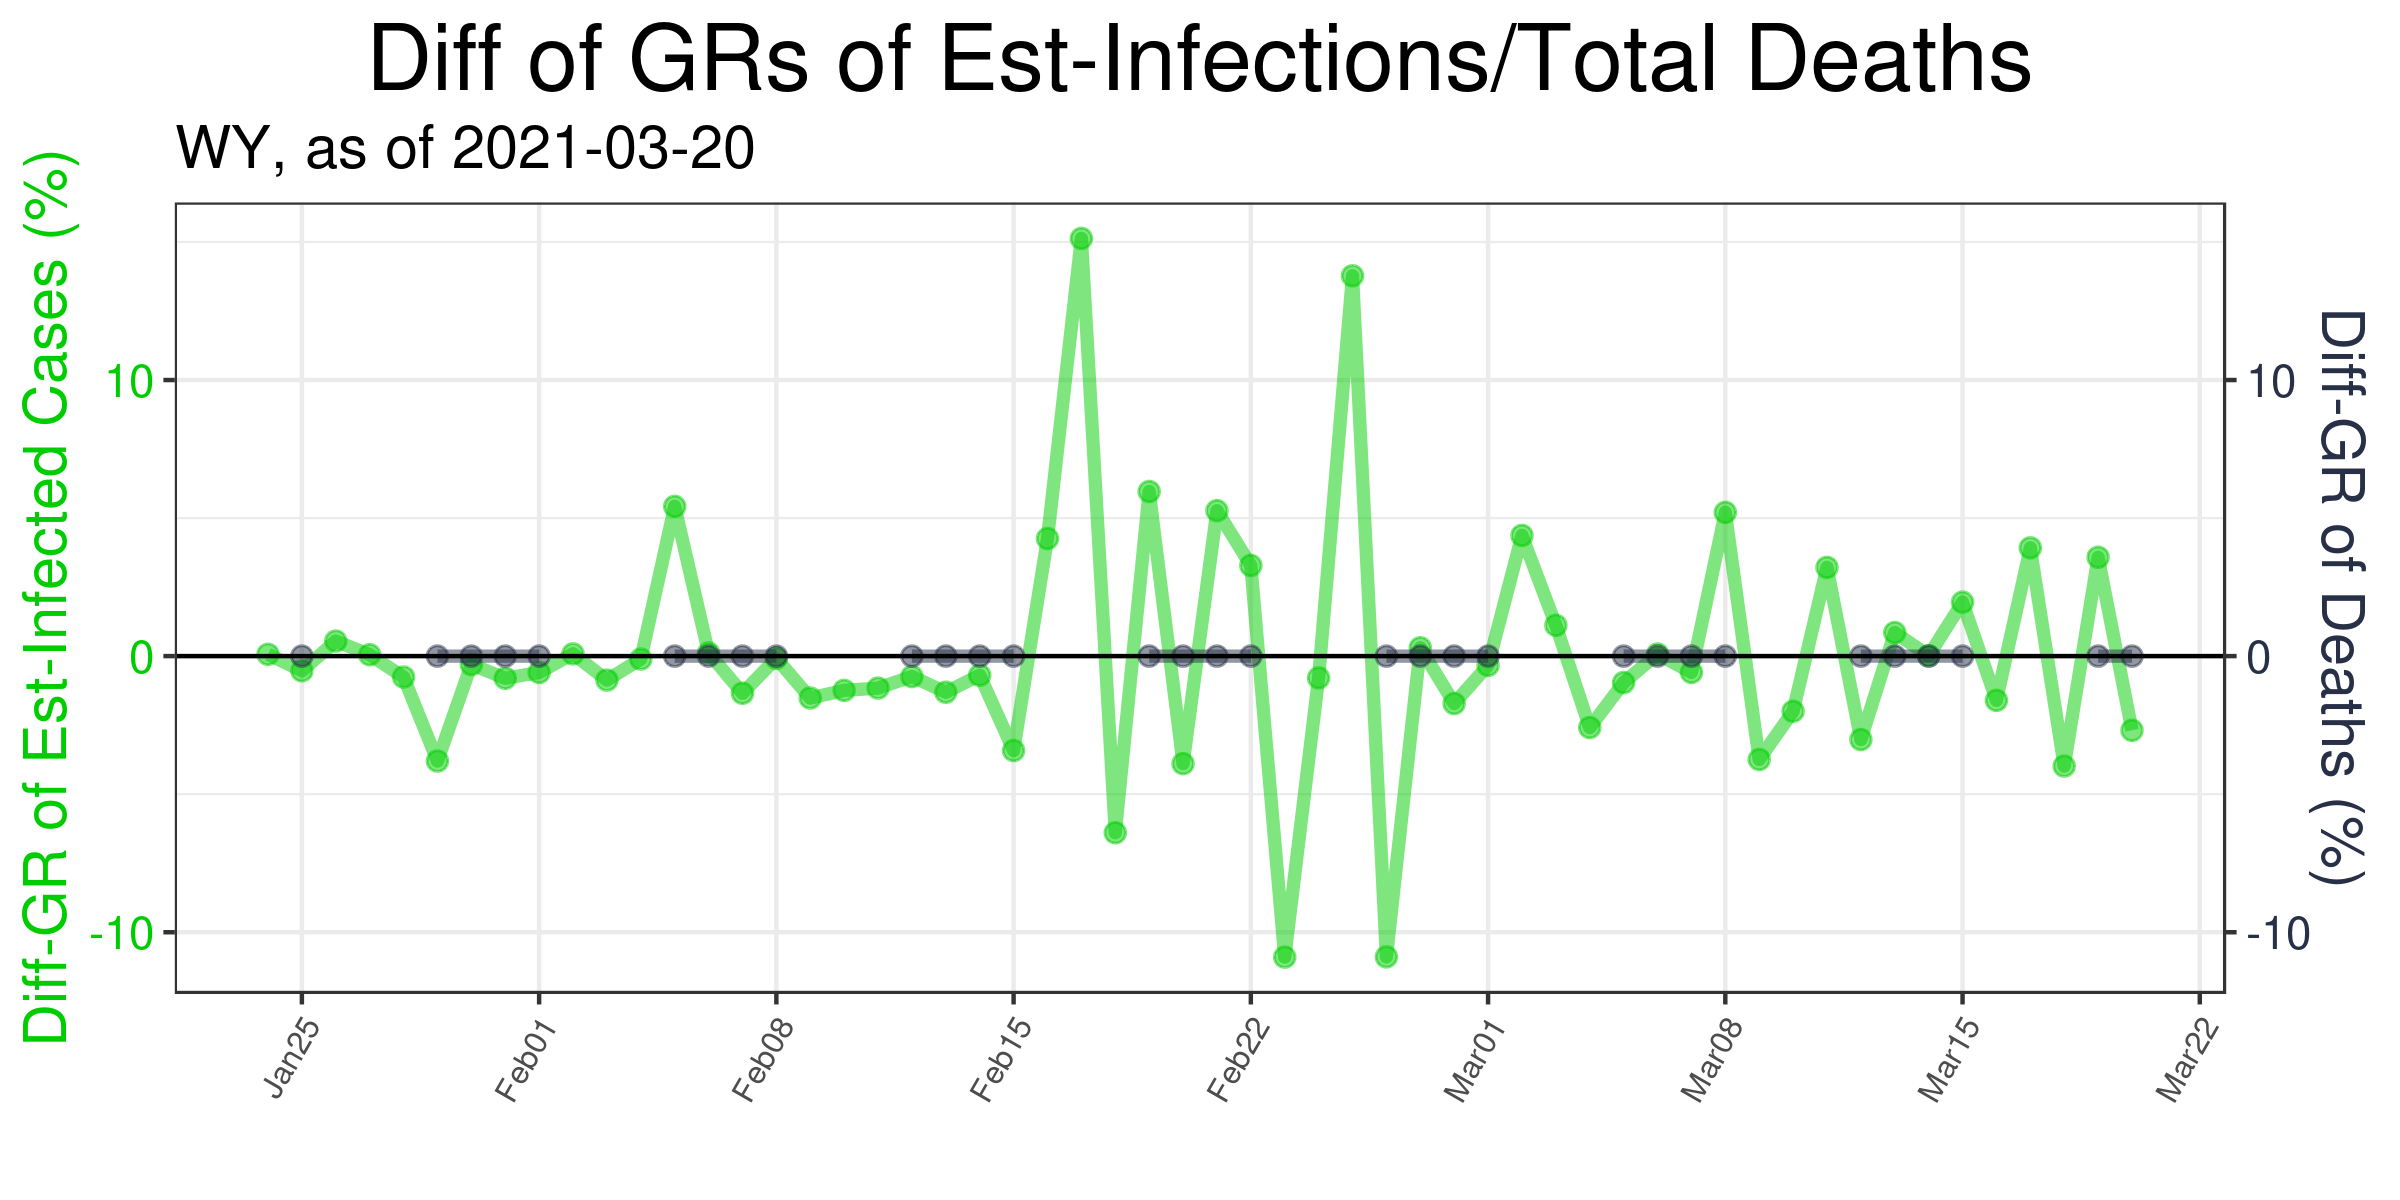 Diff of GRs of Est-Infections/Total Deaths
WY, as of 2021-03-20
Diff-GR of Est-Infected Cases (%)
10
0
-10
10
0
-10
Diff-GR of Deaths (%)
Jan25
Feb01
Feb08
Feb15
Feb22
Mar01
Mar08
Mar15
Mar22